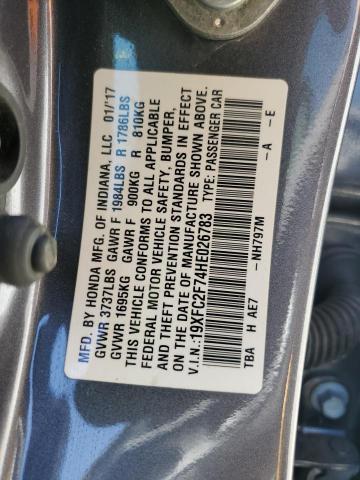 MFD. BY HONDA MFG. OF INDIANA, LLC 01/'17
GVWR 3737LBS GAWR F 1984LBS R 1786LBS
GVWR 1695KG GAWR F 900KG R 810KG
THIS VEHICLE CONFORMS TO ALL APPLICABLE
FEDERAL MOTOR VEHICLE SAFETY, BUMPER,
AND THEFT PREVENTION STANDARDS IN EFFECT
ON THE DATE OF MANUFACTURE SHOWN ABOVE.
V.I.N.:19XFC2F74HE026783 TYPE: PASSENGER CAR
TBA H AE7 -NH797M -A -E